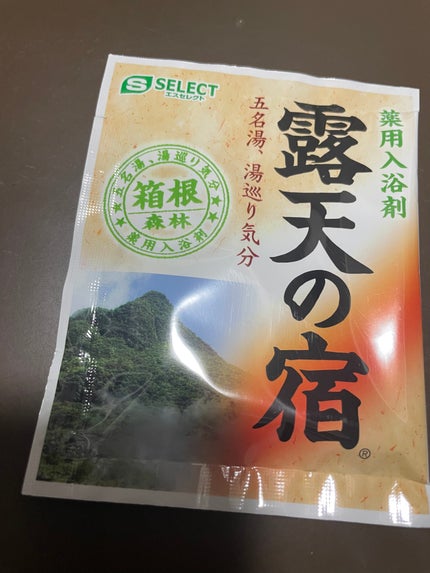 SELECT
エスセレクト
薬用入浴剤
露天の宿®
五名湯、湯巡り気分
★五名湯、湯巡り気分★
箱根
森林
★薬用入浴剤★